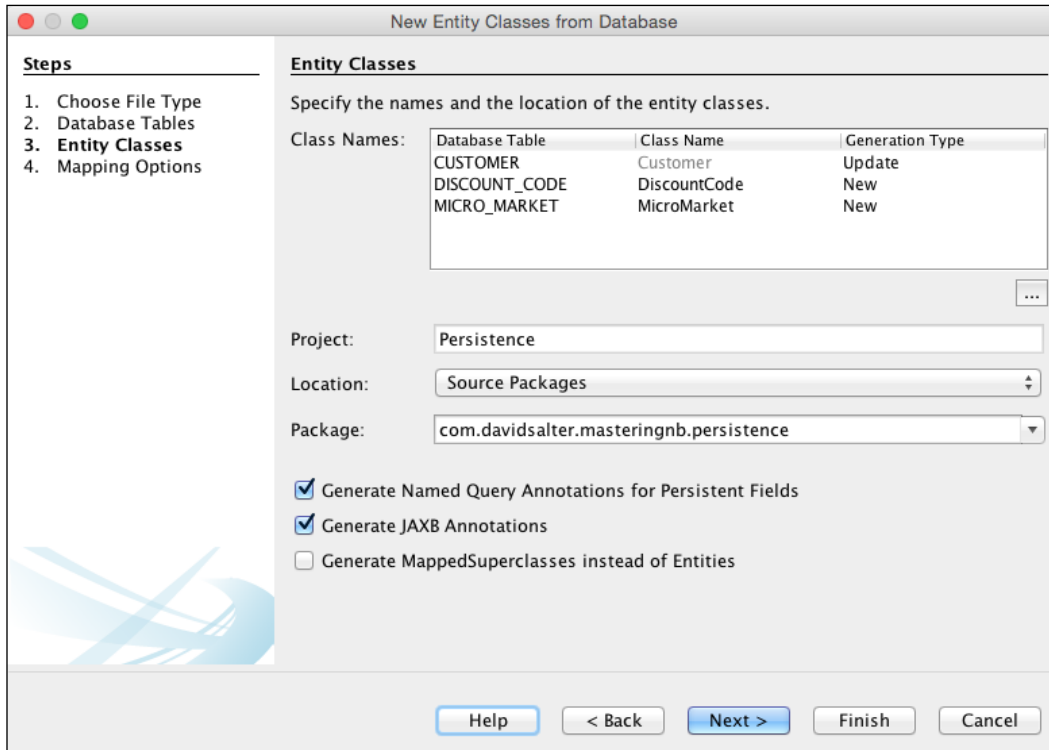 New Entity Classes from Database
Steps
1. Choose File Type
2. Database Tables
3. Entity Classes
4. Mapping Options
Entity Classes
Specify the names and the location of the entity classes.
Class Names:
Database Table Class Name Generation Type
CUSTOMER Customer Update
DISCOUNT_CODE DiscountCode New
MICRO_MARKET MicroMarket New
...
Project: Persistence
Location: Source Packages
Package: com.davidsalter.masteringnb.persistence
Generate Named Query Annotations for Persistent Fields
Generate JAXB Annotations
Generate MappedSuperclasses instead of Entities
Help < Back Next > Finish Cancel